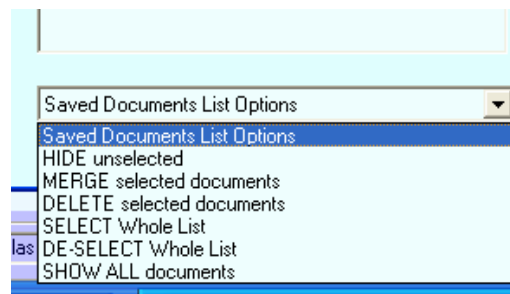 Saved Documents List Options
Saved Documents List Options
HIDE unselected
MERGE selected documents
DELETE selected documents
SELECT Whole List
las DE-SELECT Whole List
SHOW ALL documents